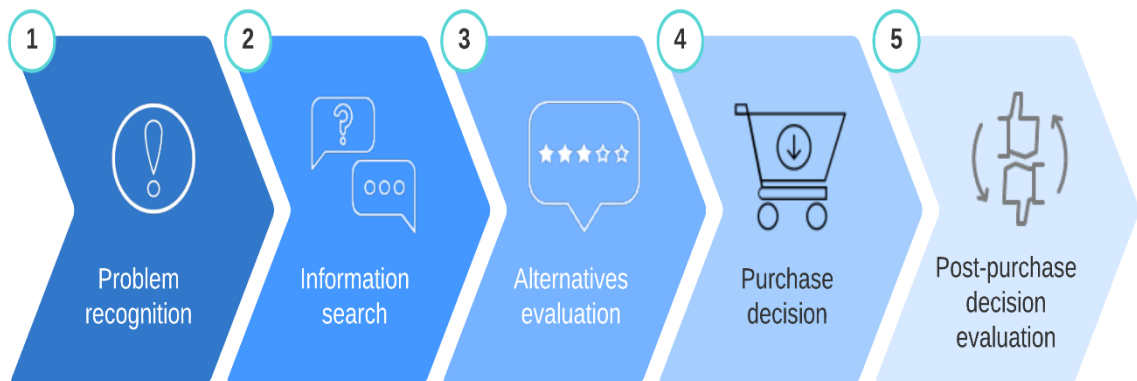 1
Problem
recognition
2
Information
search
3
Alternatives
evaluation
4
Purchase
decision
5
Post-purchase
decision
evaluation